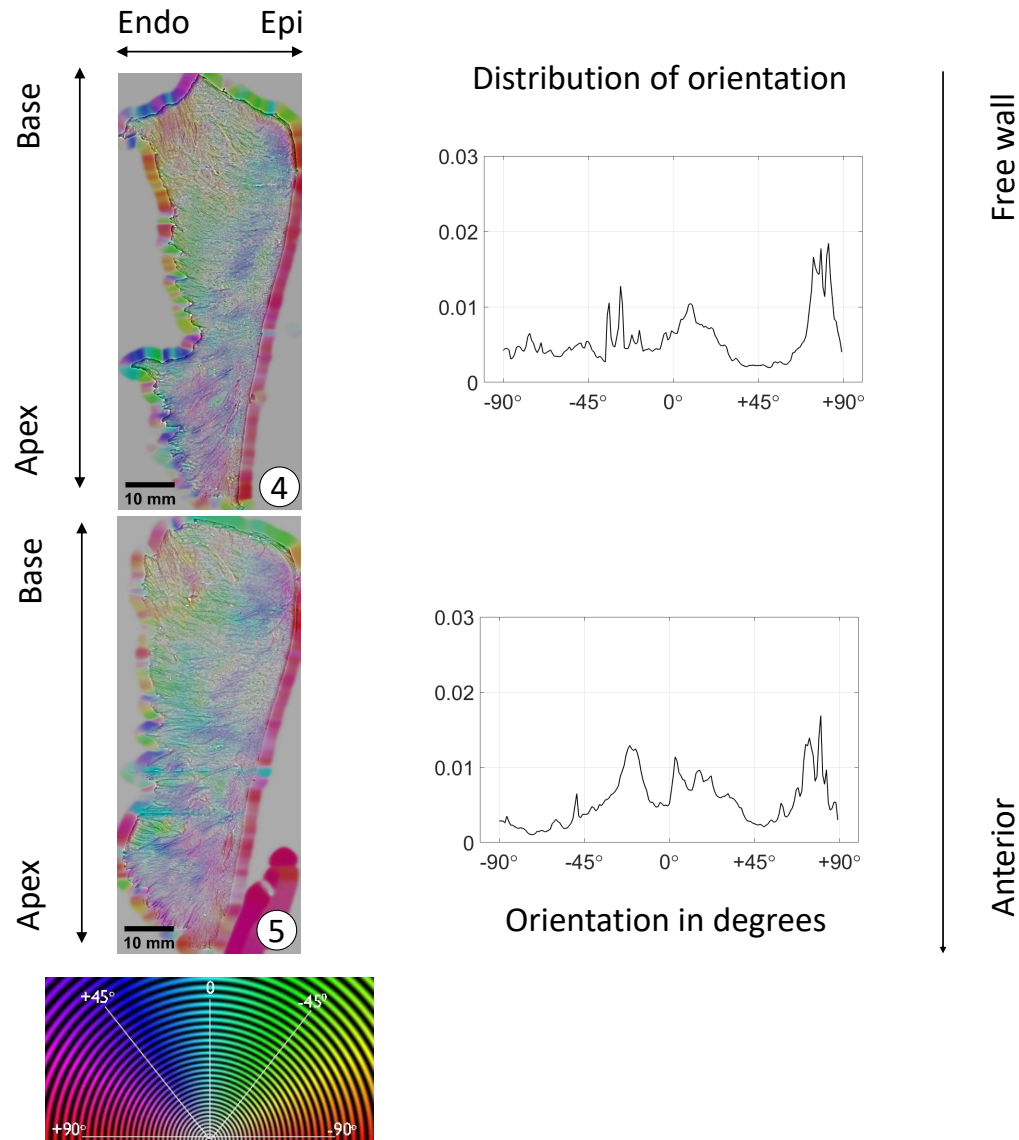 Endo Epi
Base
Apex
10 mm
4
Distribution of orientation
0.03
0.02
0.01
0
-90° -45° 0° +45° +90°
Free wall
Base
Apex
10 mm
5
0.03
0.02
0.01
0
-90° -45° 0° +45° +90°
Orientation in degrees
Anterior
+45° 0 -45°
+90° -90°